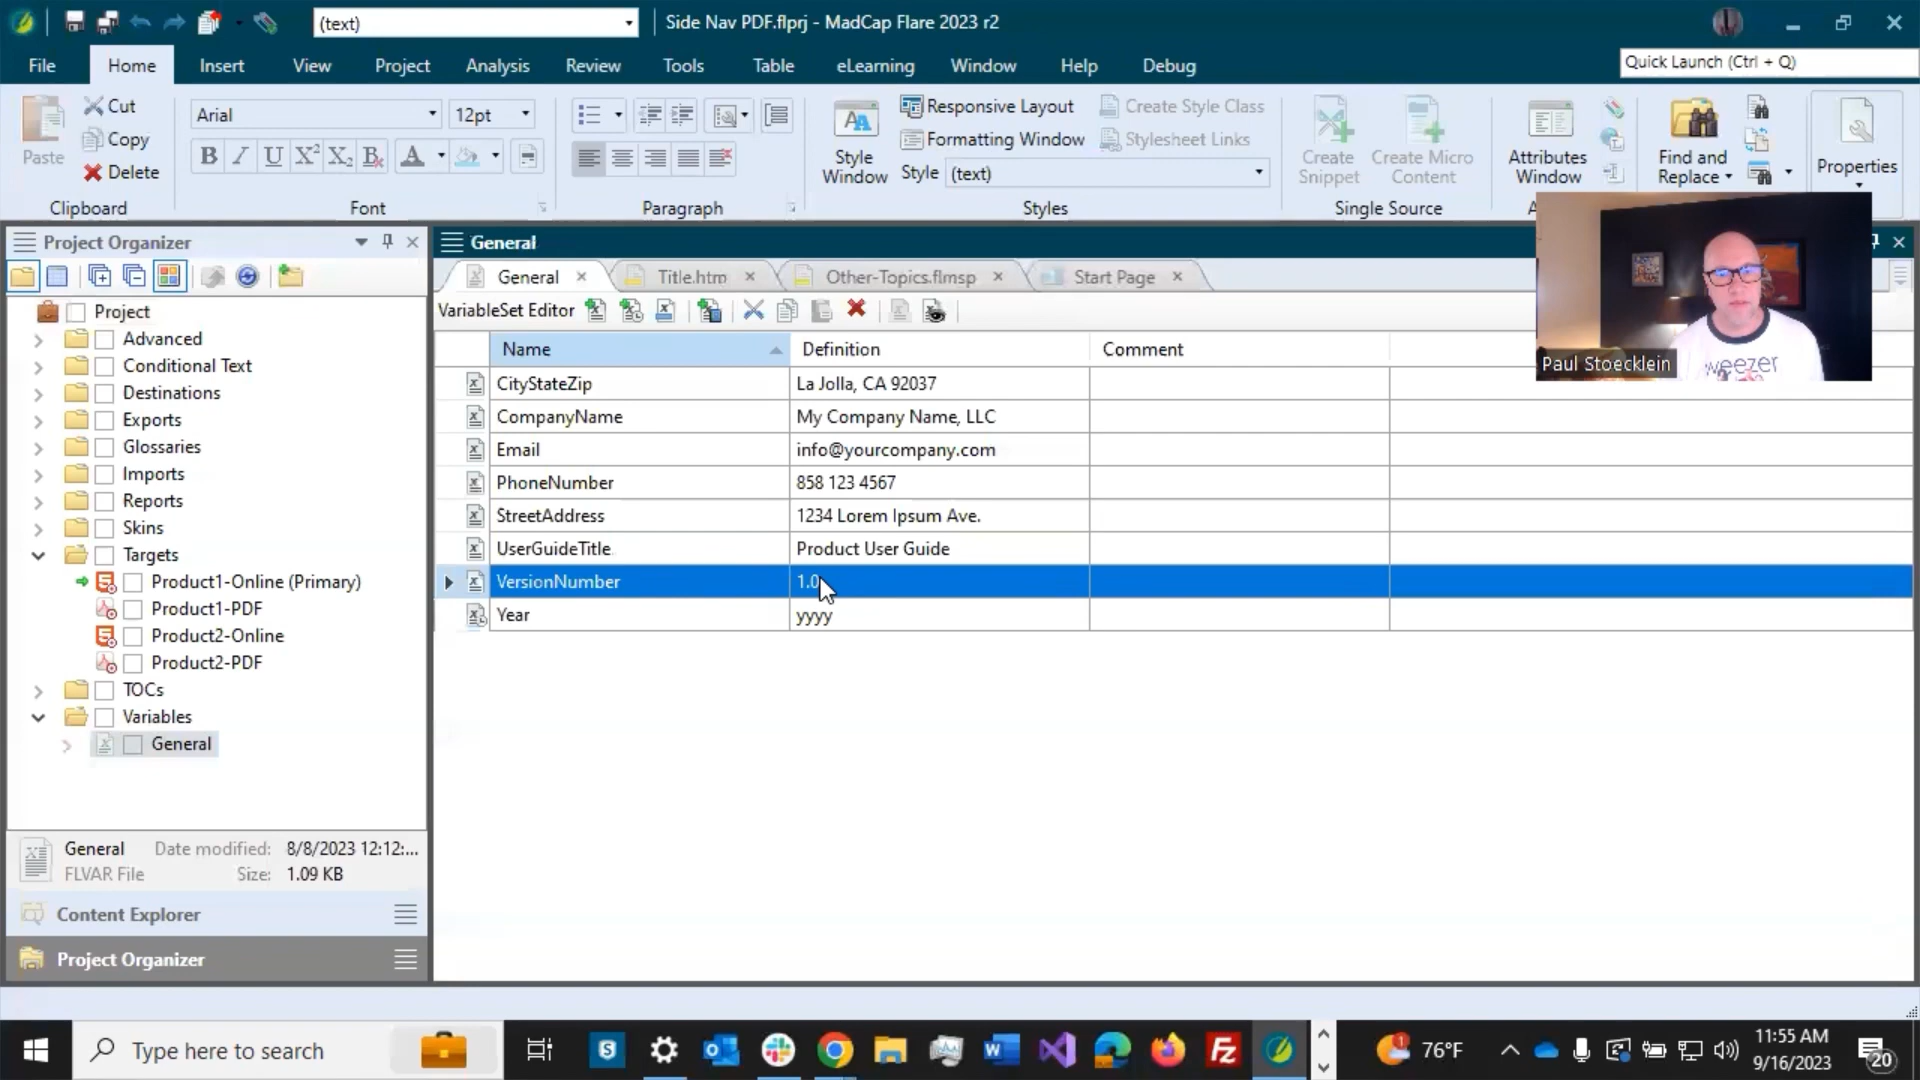 (text)
Side Nav PDF.flprj - MadCap Flare 2023 r2
File Home Insert View Project Analysis Review Tools Table eLearning Window Help Debug
Quick Launch (Ctrl + Q)
Paste
Cut
Copy
Delete
Clipboard
Arial 12pt
B I U X² X₂ B
A
Font
Paragraph
Style Window
Responsive Layout
Formatting Window
Style (text)
Create Style Class
Stylesheet Links
Styles
Create Snippet
Create Micro Content
Single Source
Attributes Window
Find and Replace
Properties
Project Organizer
Project
Advanced
Conditional Text
Destinations
Exports
Glossaries
Imports
Reports
Skins
Targets
Product1-Online (Primary)
Product1-PDF
Product2-Online
Product2-PDF
TOCs
Variables
General
General Date modified: 8/8/2023 12:12:...
FLVAR File Size: 1.09 KB
Content Explorer
Project Organizer
General
General Title.htm Other-Topics.flmsp Start Page
VariableSet Editor
Name Definition Comment
CityStateZip La Jolla, CA 92037
CompanyName My Company Name, LLC
Email info@yourcompany.com
PhoneNumber 858 123 4567
StreetAddress 1234 Lorem Ipsum Ave.
UserGuideTitle Product User Guide
VersionNumber 1.0
Year yyyy
Paul Stoecklein
weezer
Type here to search
76°F
11:55 AM
9/16/2023
20